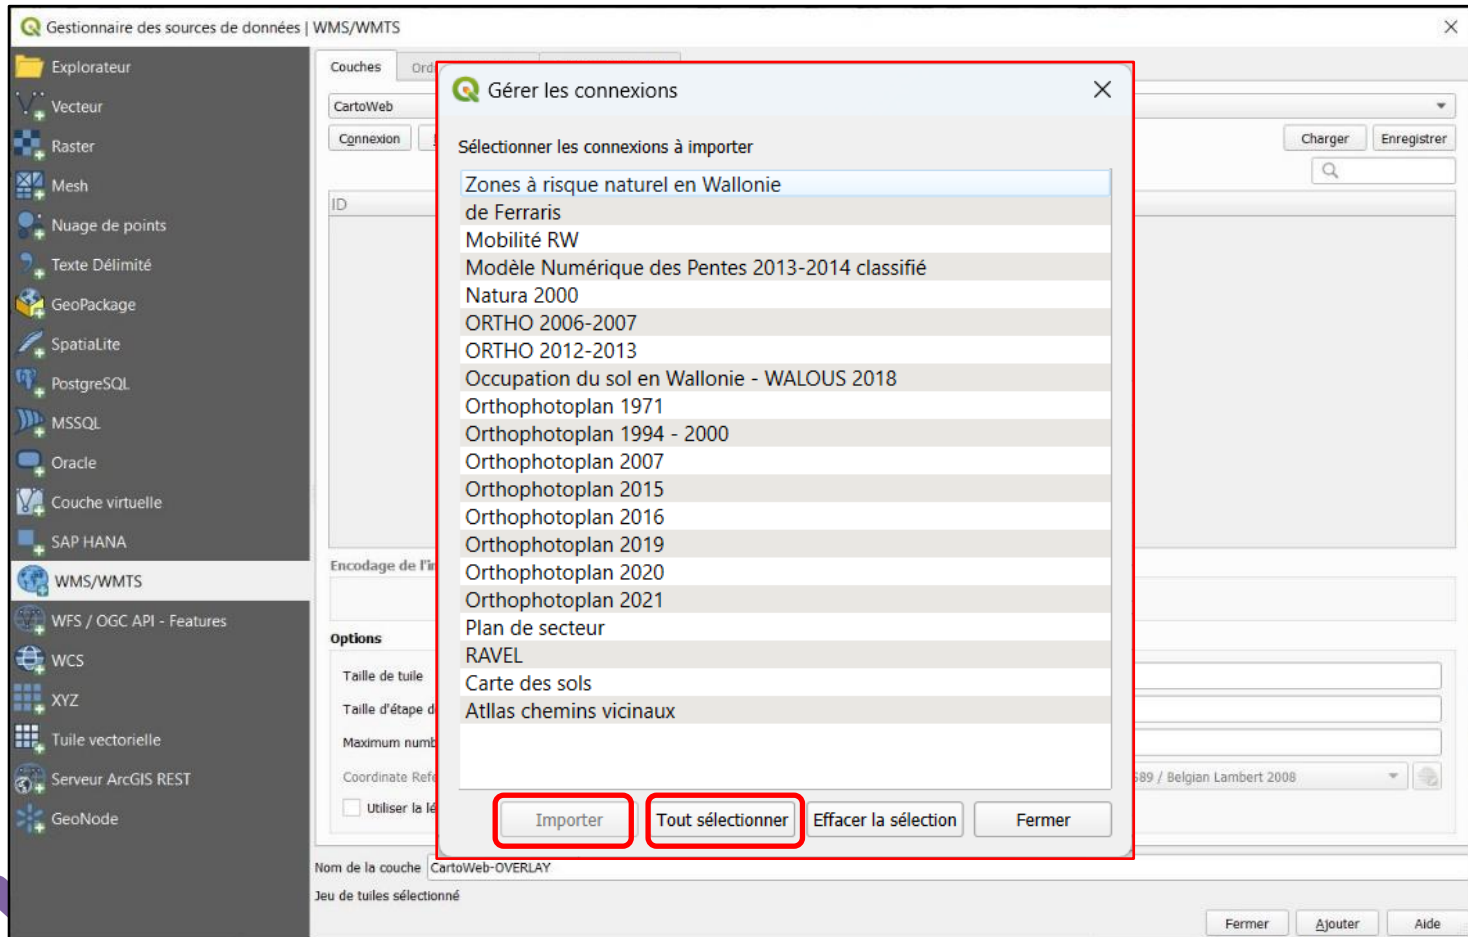 Gestionnaire des sources de données | WMS/WMTS
Explorateur
Vecteur
Raster
Mesh
Nuage de points
Texte Délimité
GeoPackage
SpatiaLite
PostgreSQL
MSSQL
Oracle
Couche virtuelle
SAP HANA
WMS/WMTS
WFS / OGC API - Features
WCS
XYZ
Tuile vectorielle
Serveur ArcGIS REST
GeoNode
Couches
CartoWeb
Connexion
Charger Enregistrer
ID
Encodage de
Options
Taille de tuile
Taille d'étape
Maximum
Coordinate
/ Belgian Lambert 2008
Utiliser la
Nom de la couche CartoWeb-OVERLAY
Jeu de tuiles sélectionné
Fermer Ajouter Aide
Gérer les connexions
Sélectionner les connexions à importer
Zones à risque naturel en Wallonie
de Ferraris
Mobilité RW
Modèle Numérique des Pentes 2013-2014 classifié
Natura 2000
ORTHO 2006-2007
ORTHO 2012-2013
Occupation du sol en Wallonie - WALOUS 2018
Orthophotoplan 1971
Orthophotoplan 1994 - 2000
Orthophotoplan 2007
Orthophotoplan 2015
Orthophotoplan 2016
Orthophotoplan 2019
Orthophotoplan 2020
Orthophotoplan 2021
Plan de secteur
RAVEL
Carte des sols
Atllas chemins vicinaux
Importer Tout sélectionner Effacer la sélection Fermer